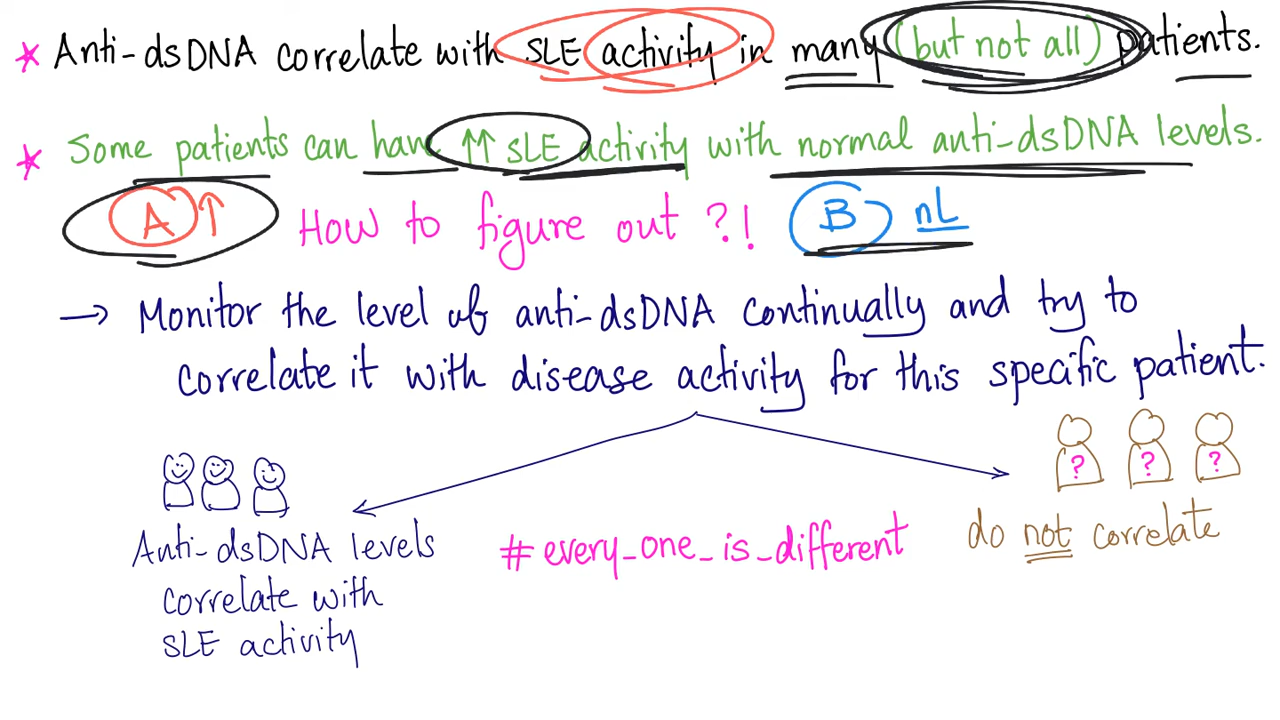 * Anti-dsDNA correlate with SLE activity in many (but not all) patients.
* Some patients can have ↑↑ SLE activity with normal anti-dsDNA levels.
A ↑ How to figure out ?! B nL
→ Monitor the level of anti-dsDNA continually and try to
correlate it with disease activity for this specific patient.
? ? ?
Anti-dsDNA levels
correlate with
SLE activity
#every_one_is_different
do not correlate